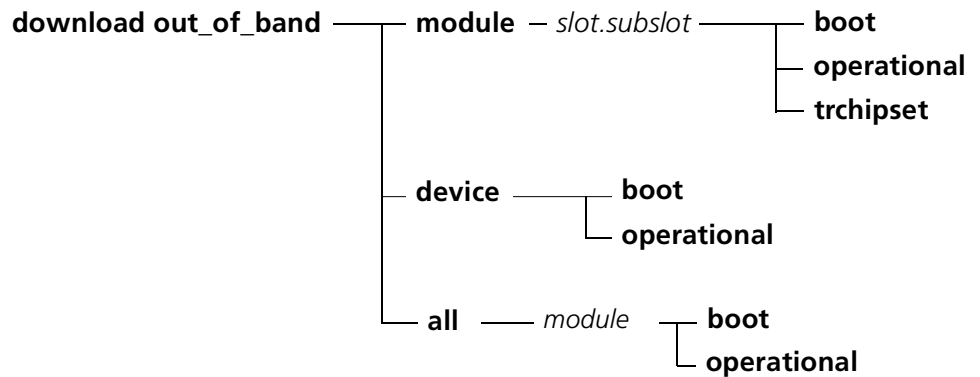 download out_of_band module slot.subslot boot
operational
trchipset
device boot
operational
all module boot
operational